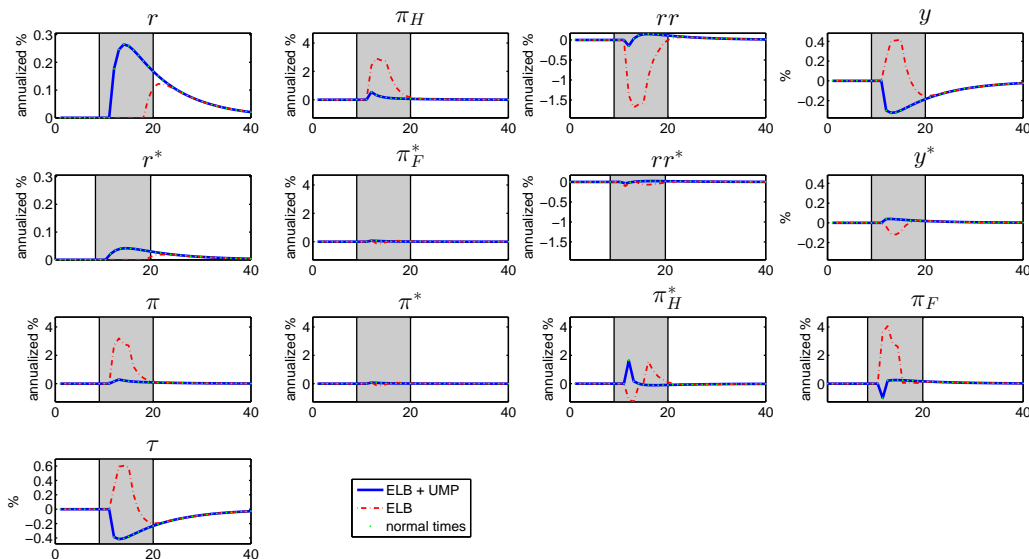 r π_H rr y
annualized % 0.3 0.2 0.1 0 0 20 40
annualized % 4 2 0 0 20 40
annualized % 0 −0.5 −1 −1.5 0 20 40
% 0.4 0.2 0 −0.2 0 20 40
r* π*_F rr* y*
annualized % 0.3 0.2 0.1 0 0 20 40
annualized % 4 2 0 0 20 40
annualized % 0 −0.5 −1 −1.5 0 20 40
% 0.4 0.2 0 −0.2 0 20 40
π π* π*_H π_F
annualized % 4 2 0 0 20 40
annualized % 4 2 0 0 20 40
annualized % 4 2 0 0 20 40
annualized % 4 2 0 0 20 40
τ
% 0.6 0.4 0.2 0 −0.2 −0.4 0 20 40
ELB + UMP
ELB
normal times